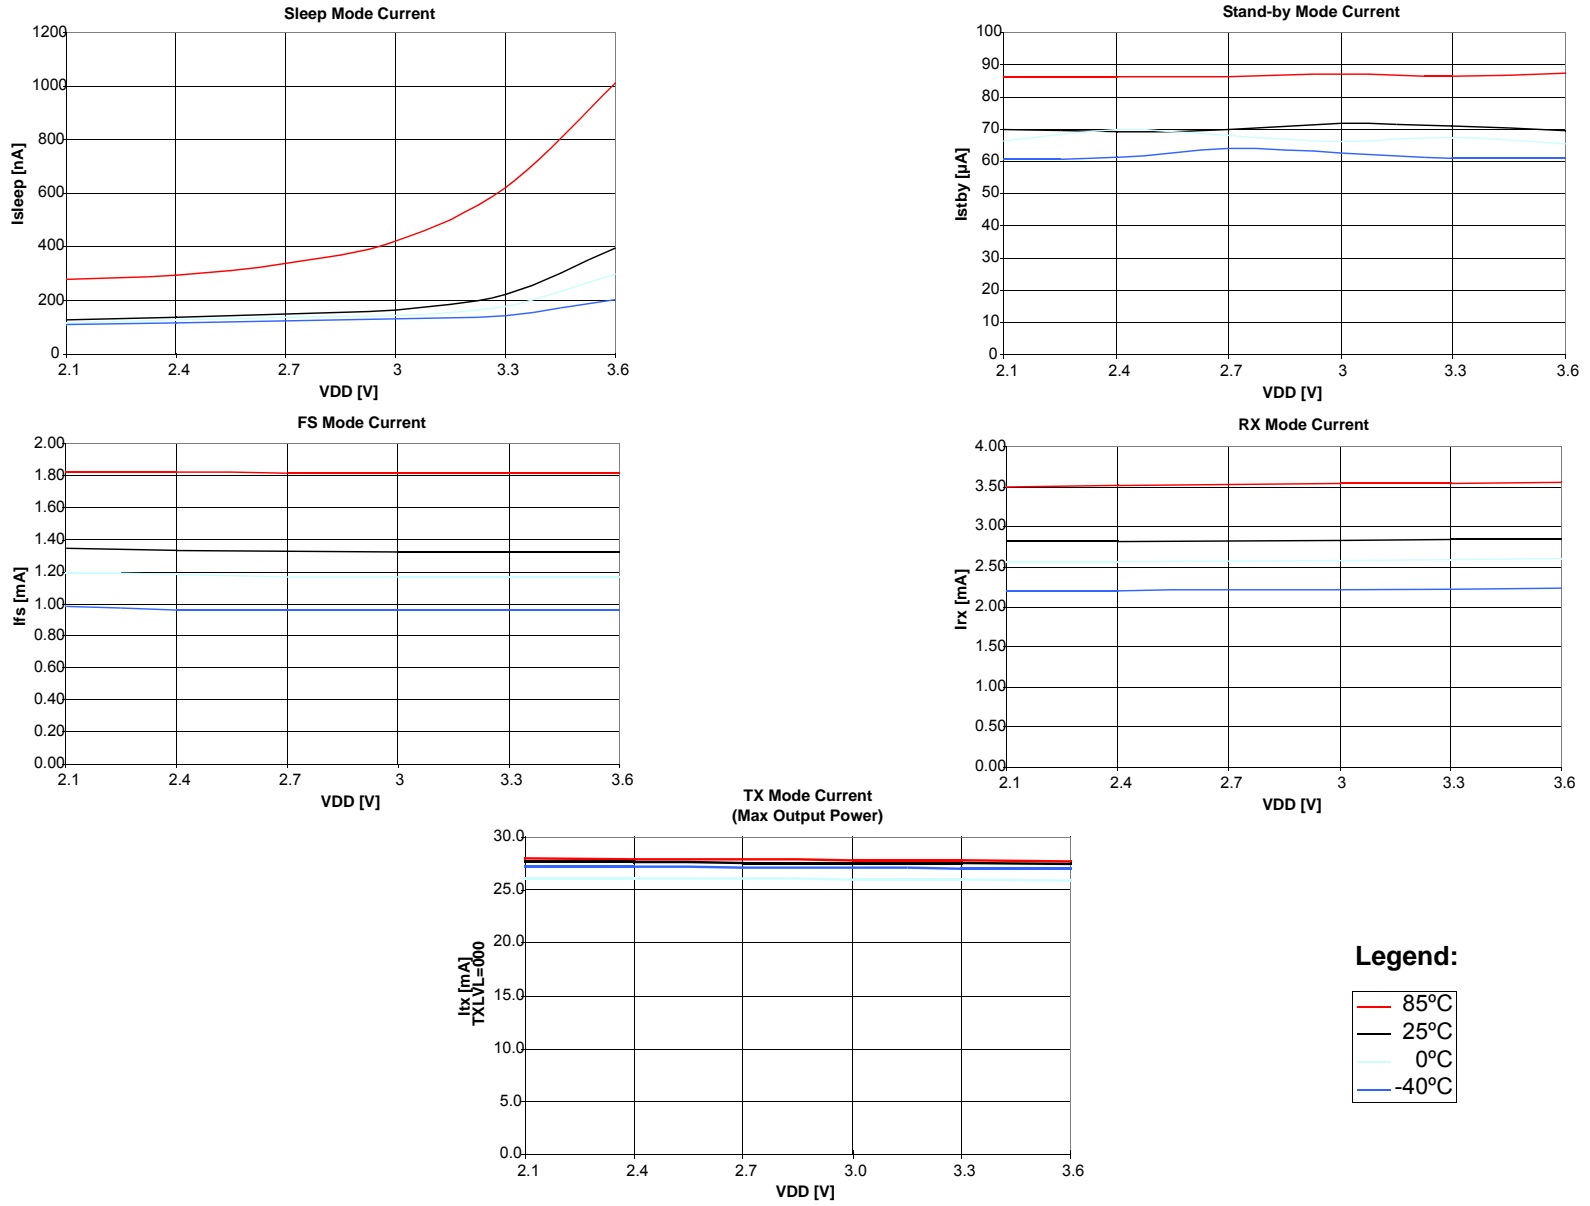 Sleep Mode Current
1200
1000
800
600
400
200
0
Isleep [nA]
2.1 2.4 2.7 3 3.3 3.6
VDD [V]
Stand-by Mode Current
100
90
80
70
60
50
40
30
20
10
0
Istby [µA]
2.1 2.4 2.7 3 3.3 3.6
VDD [V]
FS Mode Current
2.00
1.80
1.60
1.40
1.20
1.00
0.80
0.60
0.40
0.20
0.00
Ifs [mA]
2.1 2.4 2.7 3 3.3 3.6
VDD [V]
RX Mode Current
4.00
3.50
3.00
2.50
2.00
1.50
1.00
0.50
0.00
Irx [mA]
2.1 2.4 2.7 3 3.3 3.6
VDD [V]
TX Mode Current
(Max Output Power)
30.0
25.0
20.0
15.0
10.0
5.0
0.0
Itx [mA]
TXLVL=000
2.1 2.4 2.7 3.0 3.3 3.6
VDD [V]
Legend:
85ºC
25ºC
0ºC
-40ºC